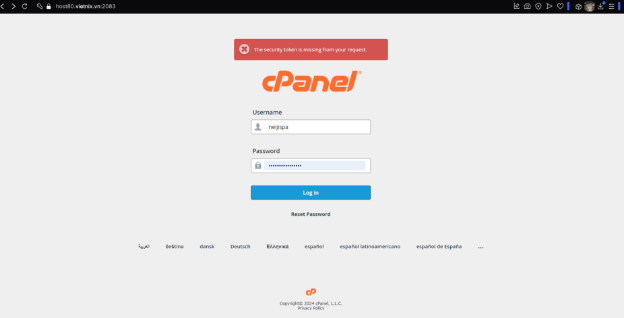 host80.vietnix.vn:2083
The security token is missing from your request.
cPanel®
Username
nejispa
Password
••••••••••••••••
Log in
Reset Password
العربية čeština dansk Deutsch Ελληνικά español español latinoamericano español de España ...
cP
Copyright© 2024 cPanel, L.L.C.
Privacy Policy